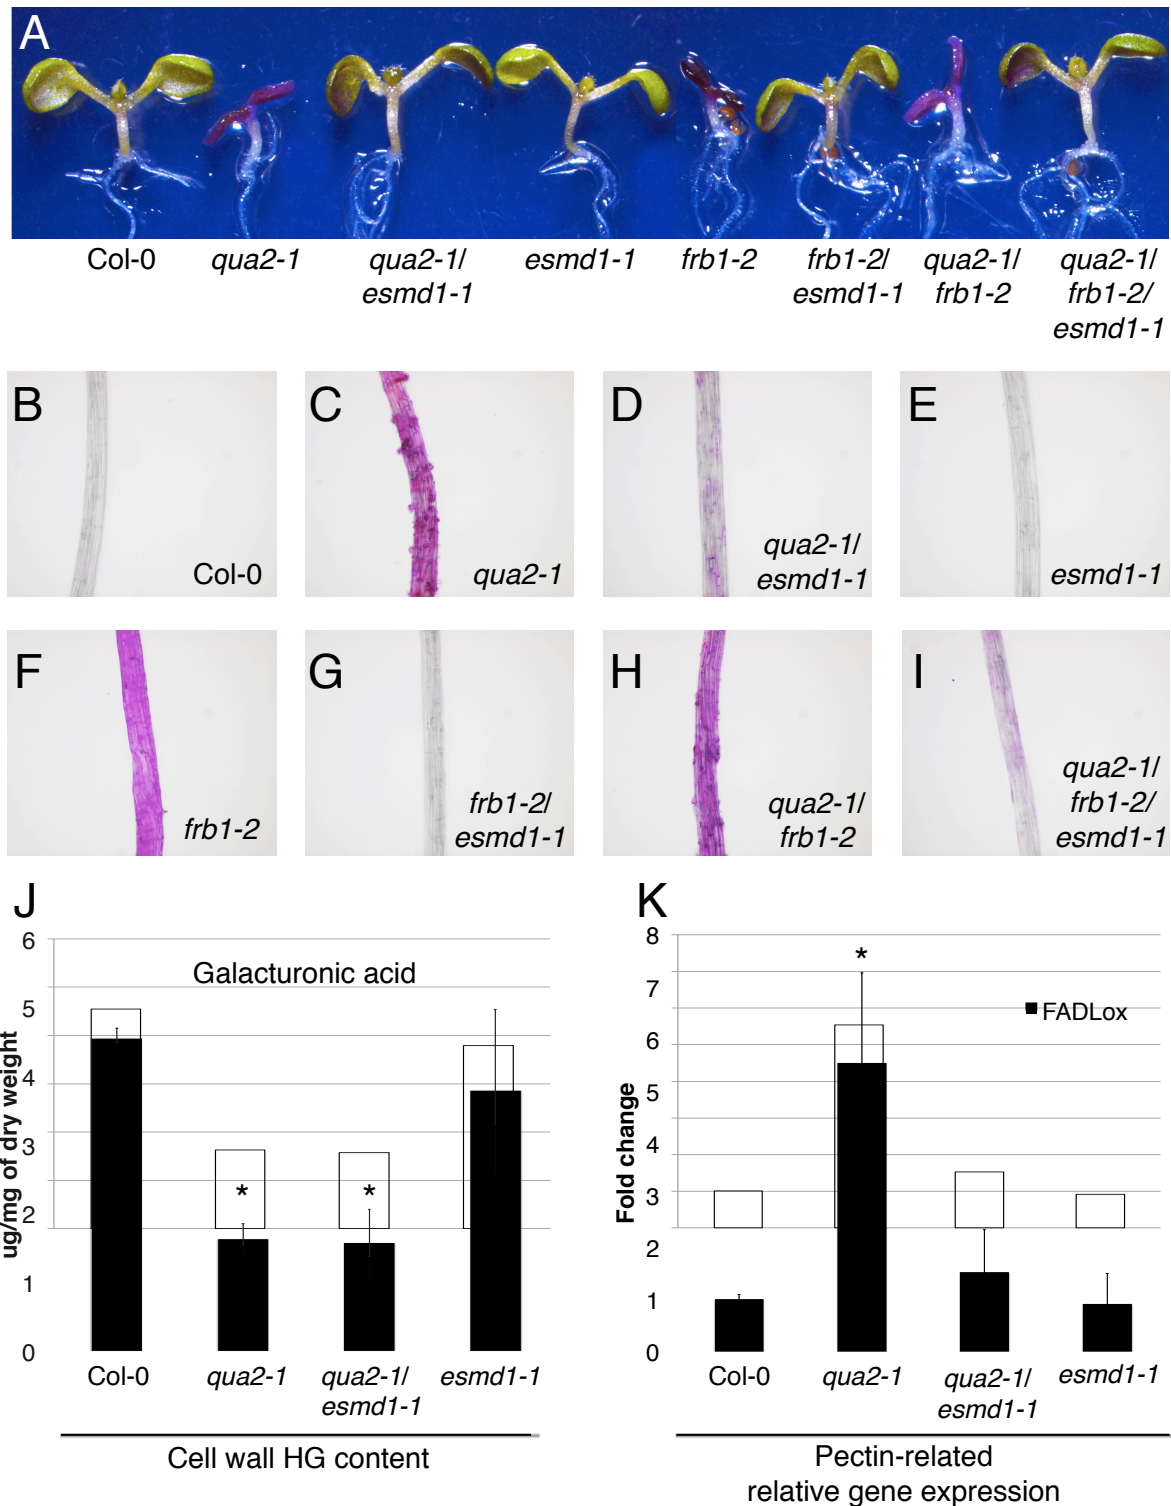 A
Col-0
qua2-1
qua2-1/
esmd1-1
esmd1-1
frb1-2
frb1-2/
esmd1-1
qua2-1/
frb1-2
qua2-1/
frb1-2/
esmd1-1
B
Col-0
C
qua2-1
D
qua2-1/
esmd1-1
E
esmd1-1
F
frb1-2
G
frb1-2/
esmd1-1
H
qua2-1/
frb1-2
I
qua2-1/
frb1-2/
esmd1-1
J
Galacturonic acid
ug/mg of dry weight
6
5
4
3
2
1
0
*
*
Col-0
qua2-1
qua2-1/
esmd1-1
esmd1-1
Cell wall HG content
K
Fold change
8
7
6
5
4
3
2
1
0
*
FADLox
Col-0
qua2-1
qua2-1/
esmd1-1
esmd1-1
Pectin-related
relative gene expression